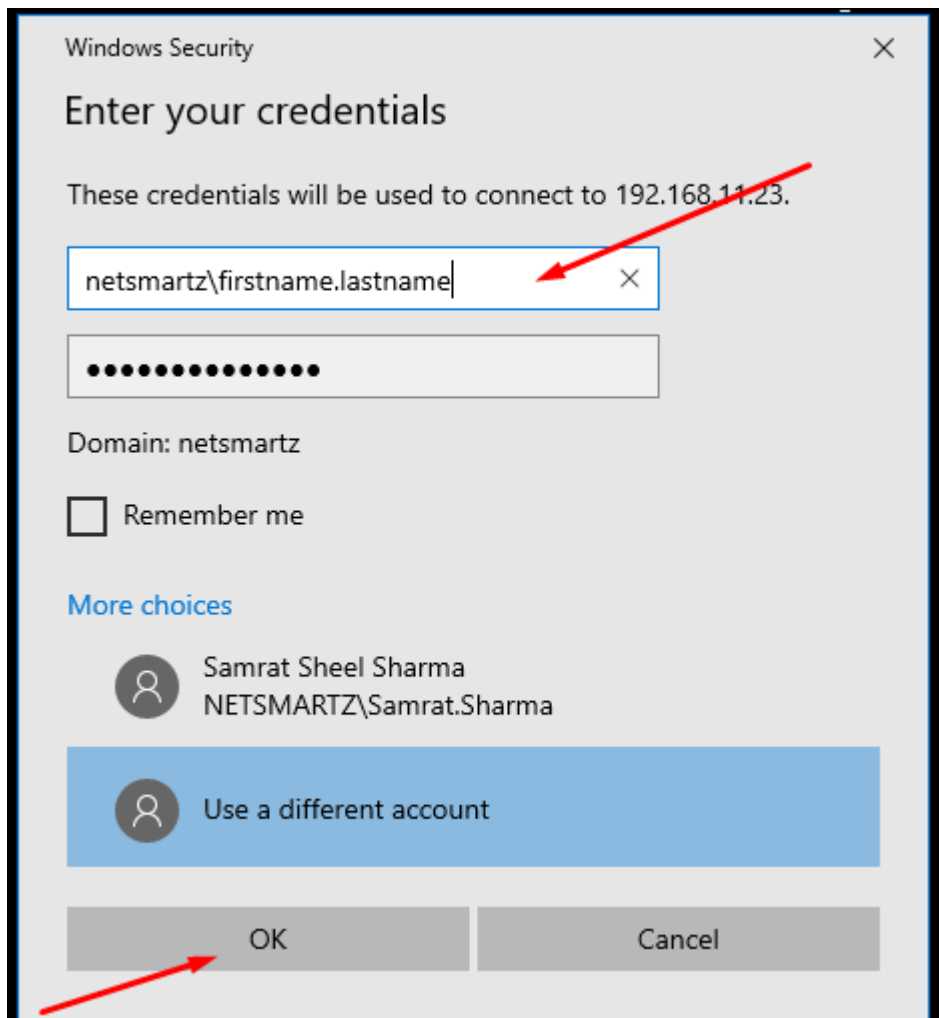 Windows Security
Enter your credentials
These credentials will be used to connect to 192.168.11.23.
netsmartz\firstname.lastname
Domain: netsmartz
Remember me
More choices
Samrat Sheel Sharma
NETSMARTZ\Samrat.Sharma
Use a different account
OK
Cancel